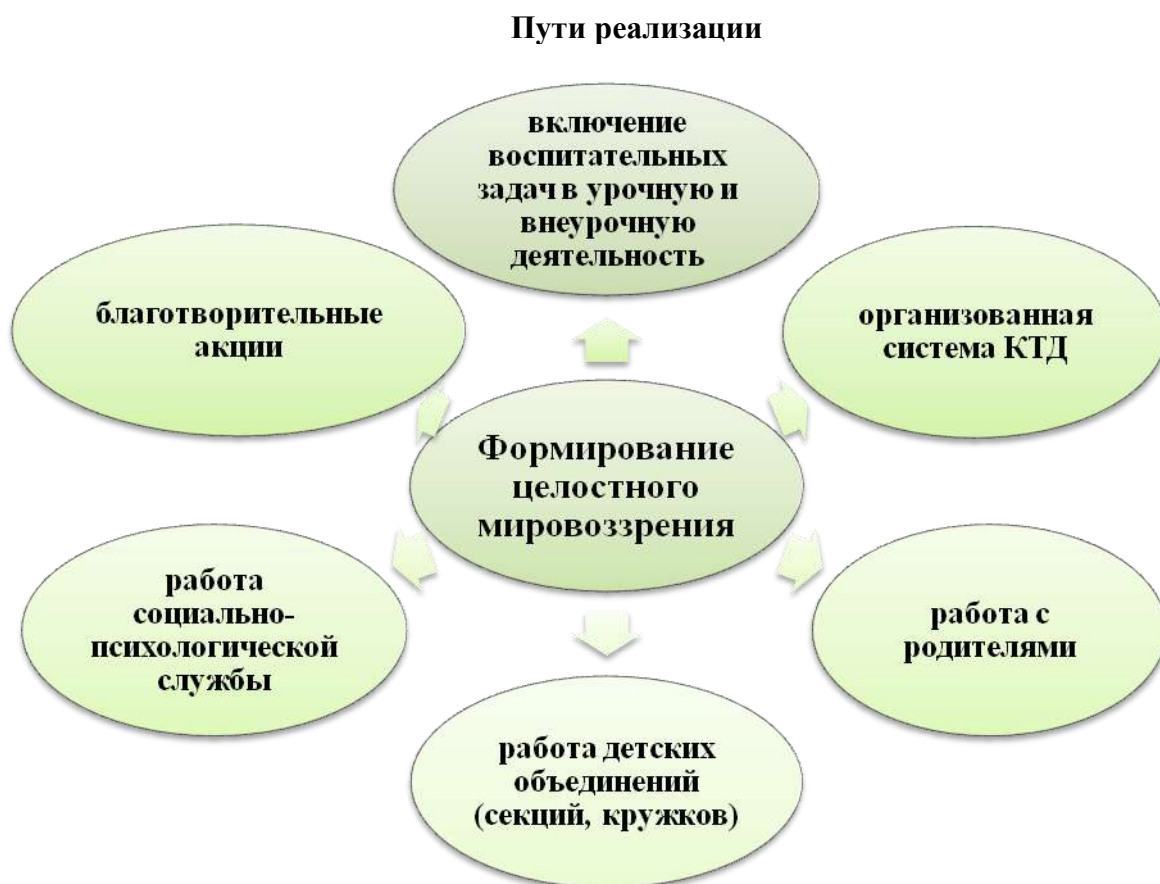 Пути реализации
включение
воспитательных
задач в урочную и
внеурочную
деятельность
благотворительные
акции
организованная
система КТД
Формирование
целостного
мировоззрения
работа
социально-
психологической
службы
работа с
родителями
работа детских
объединений
(секций, кружков)